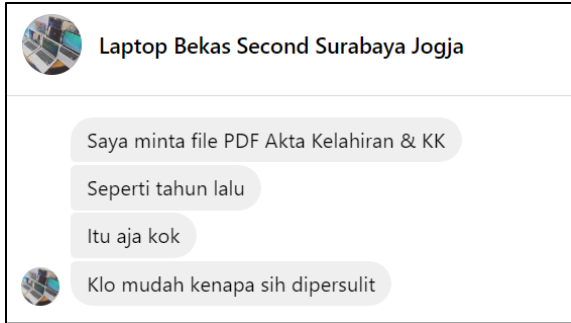 Laptop Bekas Second Surabaya Jogja
Saya minta file PDF Akta Kelahiran & KK
Seperti tahun lalu
Itu aja kok
Klo mudah kenapa sih dipersulit